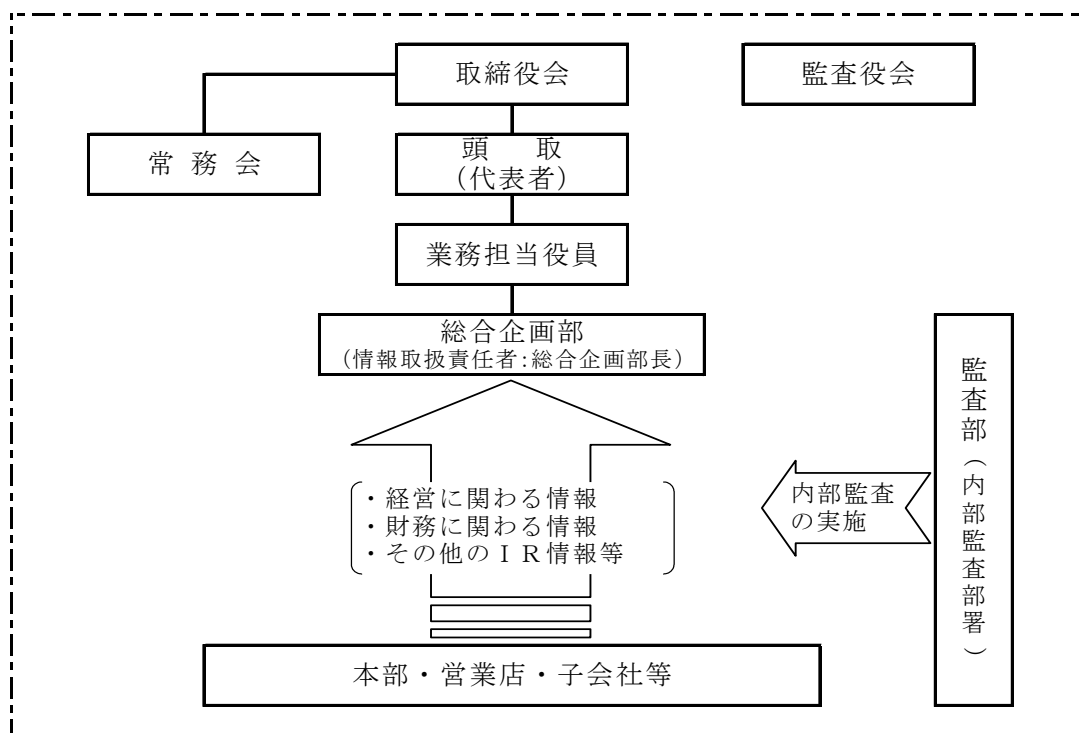 取締役会
監査役会
常 務 会
頭　取
（代表者）
業務担当役員
総合企画部
（情報取扱責任者：総合企画部長）
・経営に関わる情報
・財務に関わる情報
・その他のＩＲ情報等
内部監査
の実施
監査部（内部監査部署）
本部・営業店・子会社等